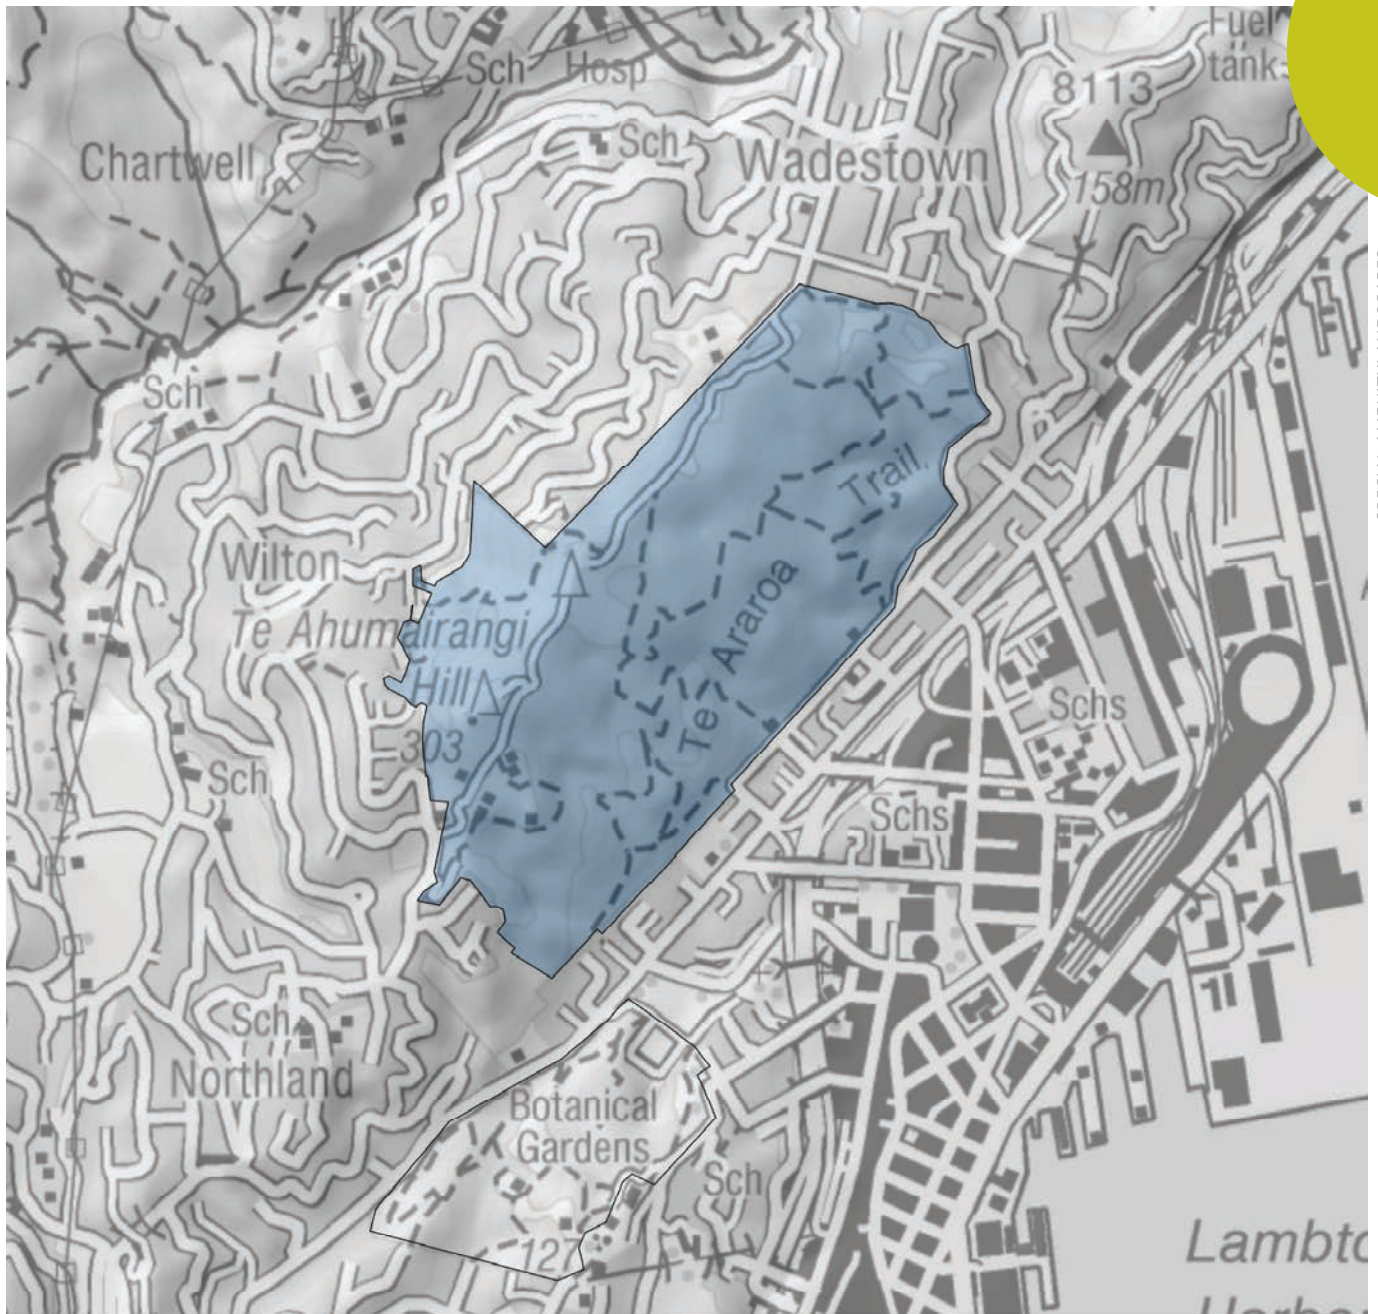 Fuel
tank
Sch
Hosp
8113
Chartwell
Sch
Wadestown
158m
Sch
Trail
Wilton
Te Araroa
Te Ahumairangi
Hill
303
Schs
Sch
Schs
Sch
Northland
Botanical
Gardens
Sch
127
Lambto